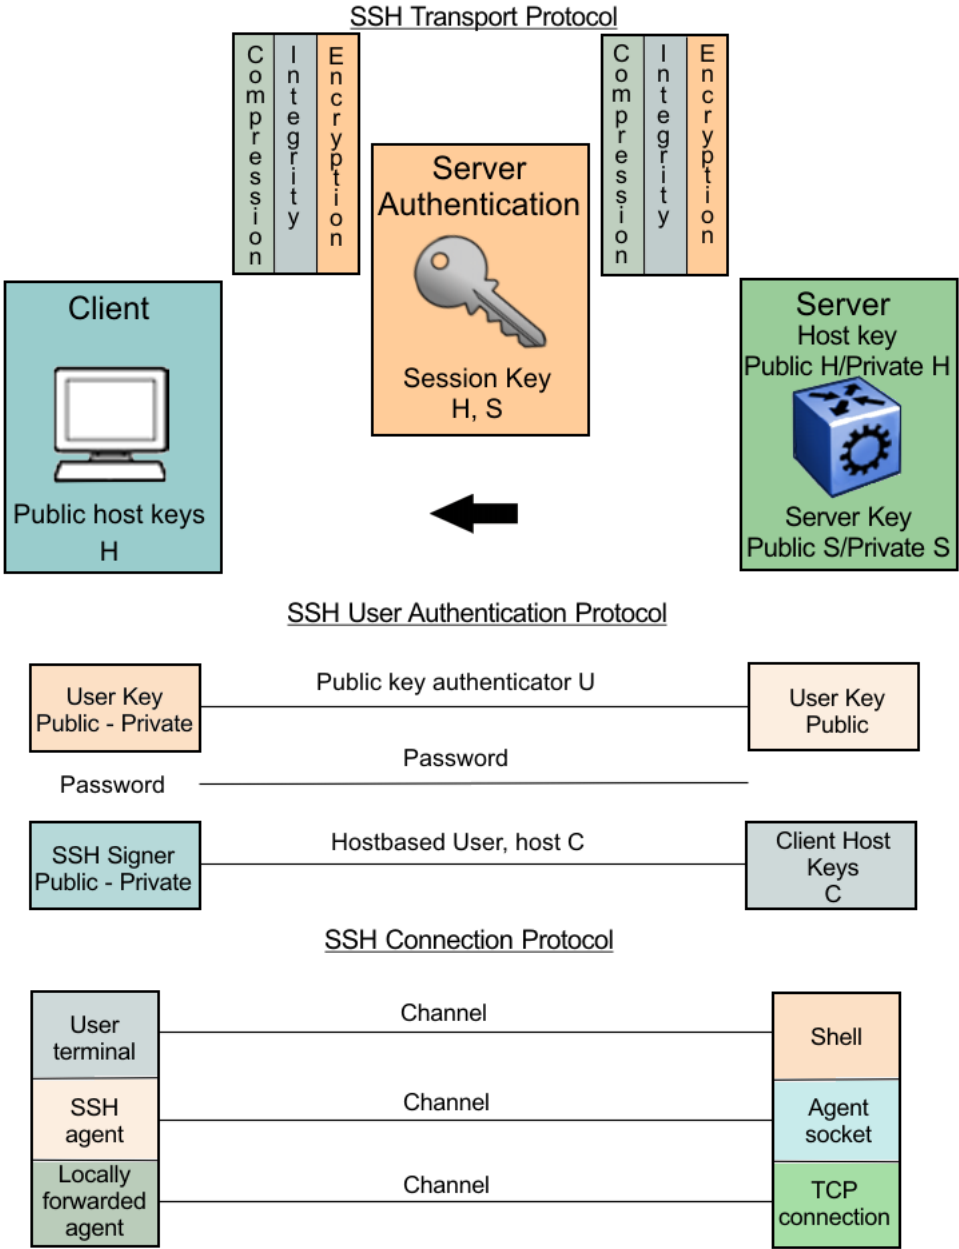 SSH Transport Protocol
Compression
Integrity
Encryption
Compression
Integrity
Encryption
Server
Authentication
Session Key
H, S
Client
Public host keys
H
Server
Host key
Public H/Private H
Server Key
Public S/Private S
SSH User Authentication Protocol
User Key
Public - Private
Public key authenticator U
User Key
Public
Password
Password
SSH Signer
Public - Private
Hostbased User, host C
Client Host
Keys
C
SSH Connection Protocol
User
terminal
Channel
Shell
SSH
agent
Channel
Agent
socket
Locally
forwarded
agent
Channel
TCP
connection